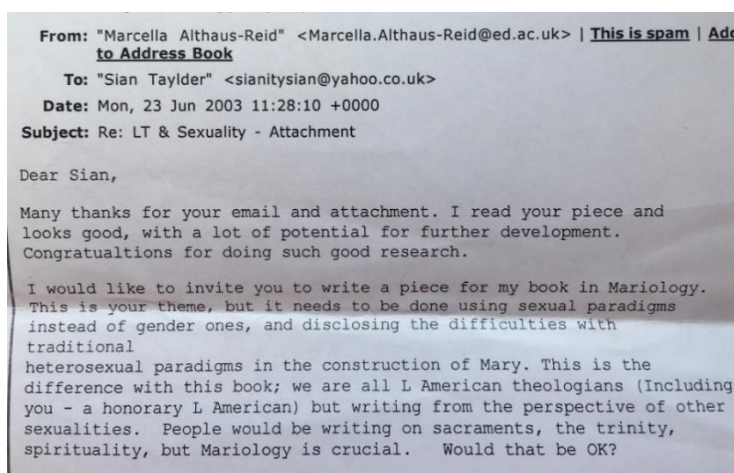 From: "Marcella Althaus-Reid" <Marcella.Althaus-Reid@ed.ac.uk> | This is spam | Add
to Address Book
To: "Sian Taylder" <sianitysian@yahoo.co.uk>
Date: Mon, 23 Jun 2003 11:28:10 +0000
Subject: Re: LT & Sexuality - Attachment
Dear Sian,
Many thanks for your email and attachment. I read your piece and
looks good, with a lot of potential for further development.
Congratualtions for doing such good research.
I would like to invite you to write a piece for my book in Mariology.
This is your theme, but it needs to be done using sexual paradigms
instead of gender ones, and disclosing the difficulties with
traditional
heterosexual paradigms in the construction of Mary. This is the
difference with this book; we are all L American theologians (Including
you - a honorary L American) but writing from the perspective of other
sexualities. People would be writing on sacraments, the trinity,
spirituality, but Mariology is crucial. Would that be OK?